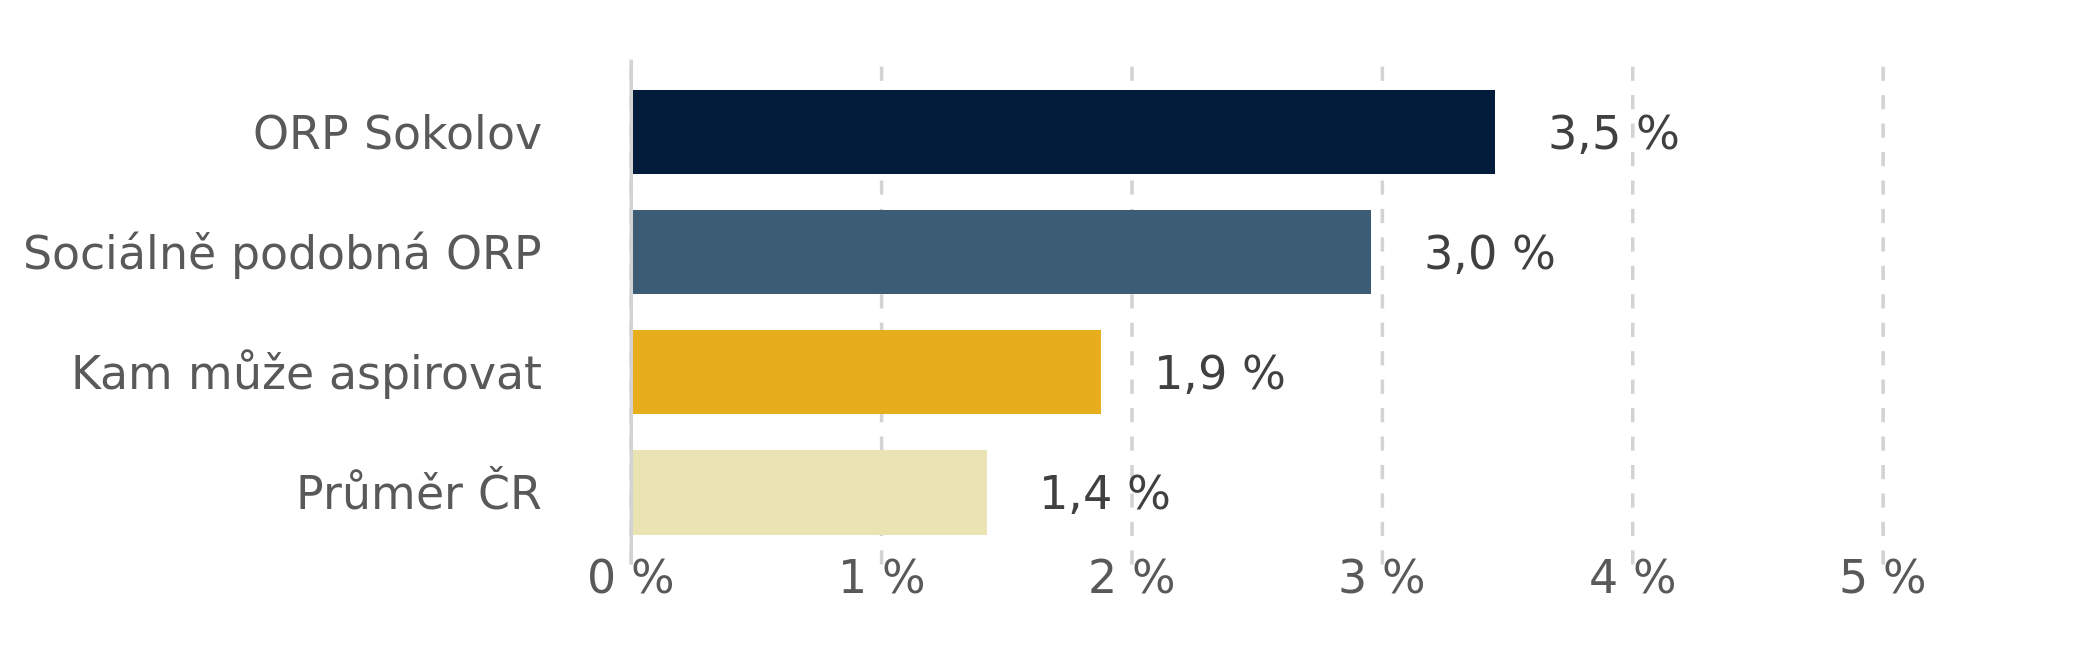 ORP Sokolov 3,5 %
Sociálně podobná ORP 3,0 %
Kam může aspirovat 1,9 %
Průměr ČR 1,4 %
0 % 1 % 2 % 3 % 4 % 5 %